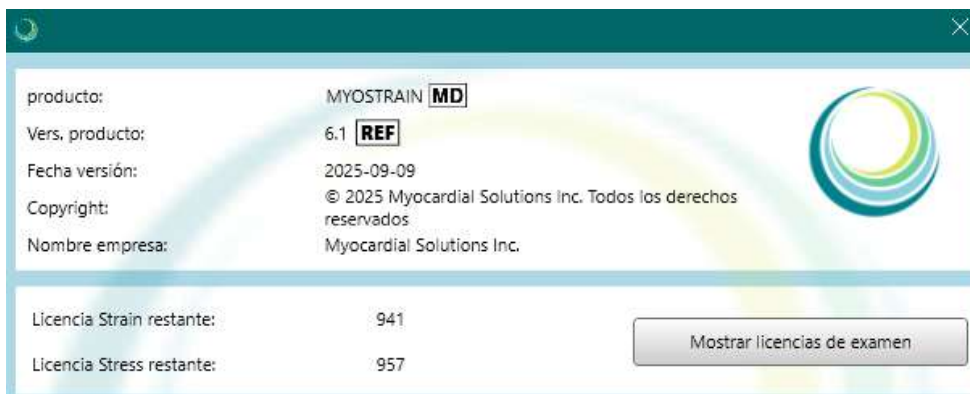 producto: MYOSTRAIN MD
Vers. producto: 6.1 REF
Fecha versión: 2025-09-09
Copyright: © 2025 Myocardial Solutions Inc. Todos los derechos
reservados
Nombre empresa: Myocardial Solutions Inc.
Licencia Strain restante: 941
Mostrar licencias de examen
Licencia Stress restante: 957